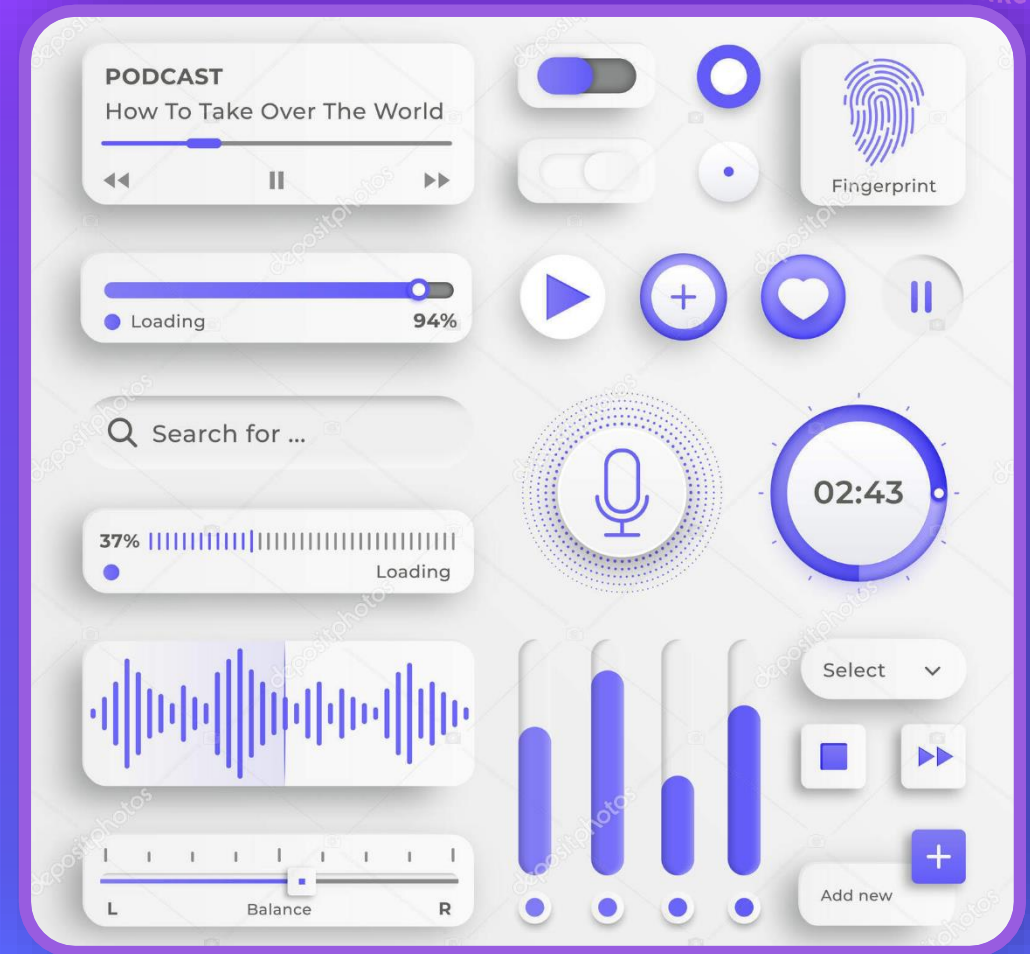 PODCAST
How To Take Over The World
Fingerprint
Loading 94%
Search for ...
37%
Loading
02:43
Select
L Balance R
Add new
depositphotos